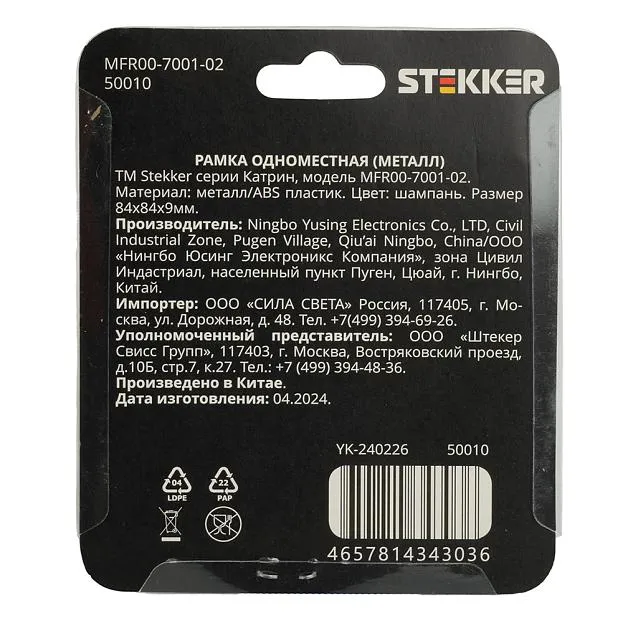 MFR00-7001-02
50010
STEKKER
РАМКА ОДНОМЕСТНАЯ (МЕТАЛЛ)
ТМ Stekker серии Катрин, модель MFR00-7001-02.
Материал: металл/ABS пластик. Цвет: шампань. Размер
84х84х9мм.
Производитель: Ningbo Yusing Electronics Co., LTD, Civil
Industrial Zone, Pugen Village, Qiu'ai Ningbo, China/ООО
«Нингбо Юсинг Электроникс Компания», зона Цивил
Индастриал, населенный пункт Пуген, Цюай, г. Нингбо,
Китай.
Импортер: ООО «СИЛА СВЕТА» Россия, 117405, г. Мо-
сква, ул. Дорожная, д. 48. Тел. +7(499) 394-69-26.
Уполномоченный представитель: ООО «Штекер
Свисс Групп», 117403, г. Москва, Востряковский проезд,
д.10Б, стр.7, к.27. Тел.: +7 (499) 394-48-36.
Произведено в Китае.
Дата изготовления: 04.2024.
YK-240226 50010
04 22
LDPE PAP
4657814343036